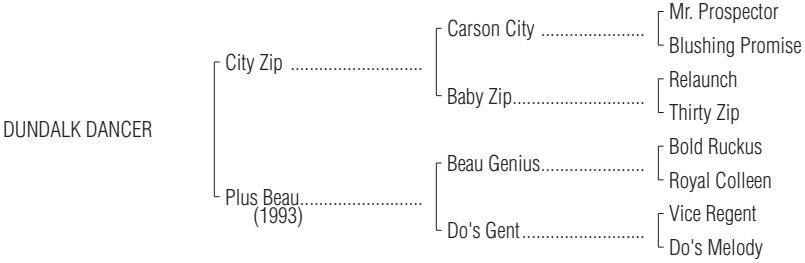 Mr. Prospector
Carson City ......................
Blushing Promise
City Zip ............................
Relaunch
Baby Zip............................
Thirty Zip
DUNDALK DANCER
Bold Ruckus
Beau Genius......................
Royal Colleen
Plus Beau..........................
(1993)
Vice Regent
Do's Gent..........................
Do's Melody